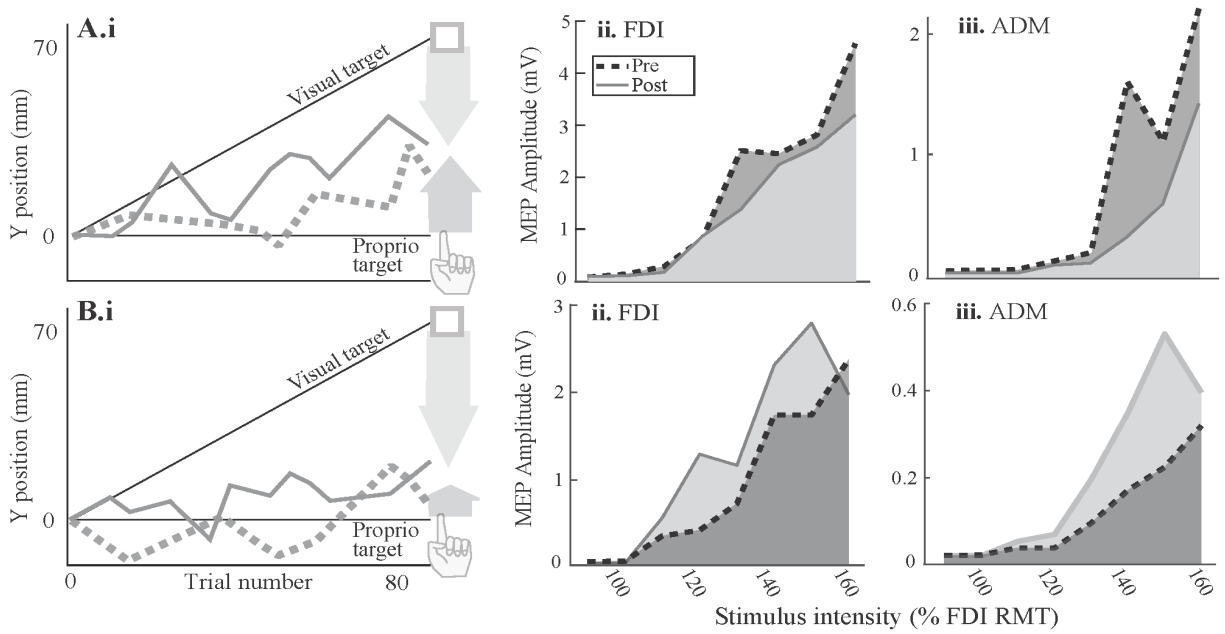 A.i
70
Y position (mm)
0
Visual target
Proprio
target
ii. FDI
Pre
Post
MEP Amplitude (mV)
5
4
3
2
1
0
iii. ADM
2
1
0
B.i
70
Y position (mm)
0
Visual target
Proprio
target
0
Trial number
80
ii. FDI
MEP Amplitude (mV)
3
2
1
0
100
120
140
160
iii. ADM
0.6
0.4
0.2
0
100
120
140
160
Stimulus intensity (% FDI RMT)